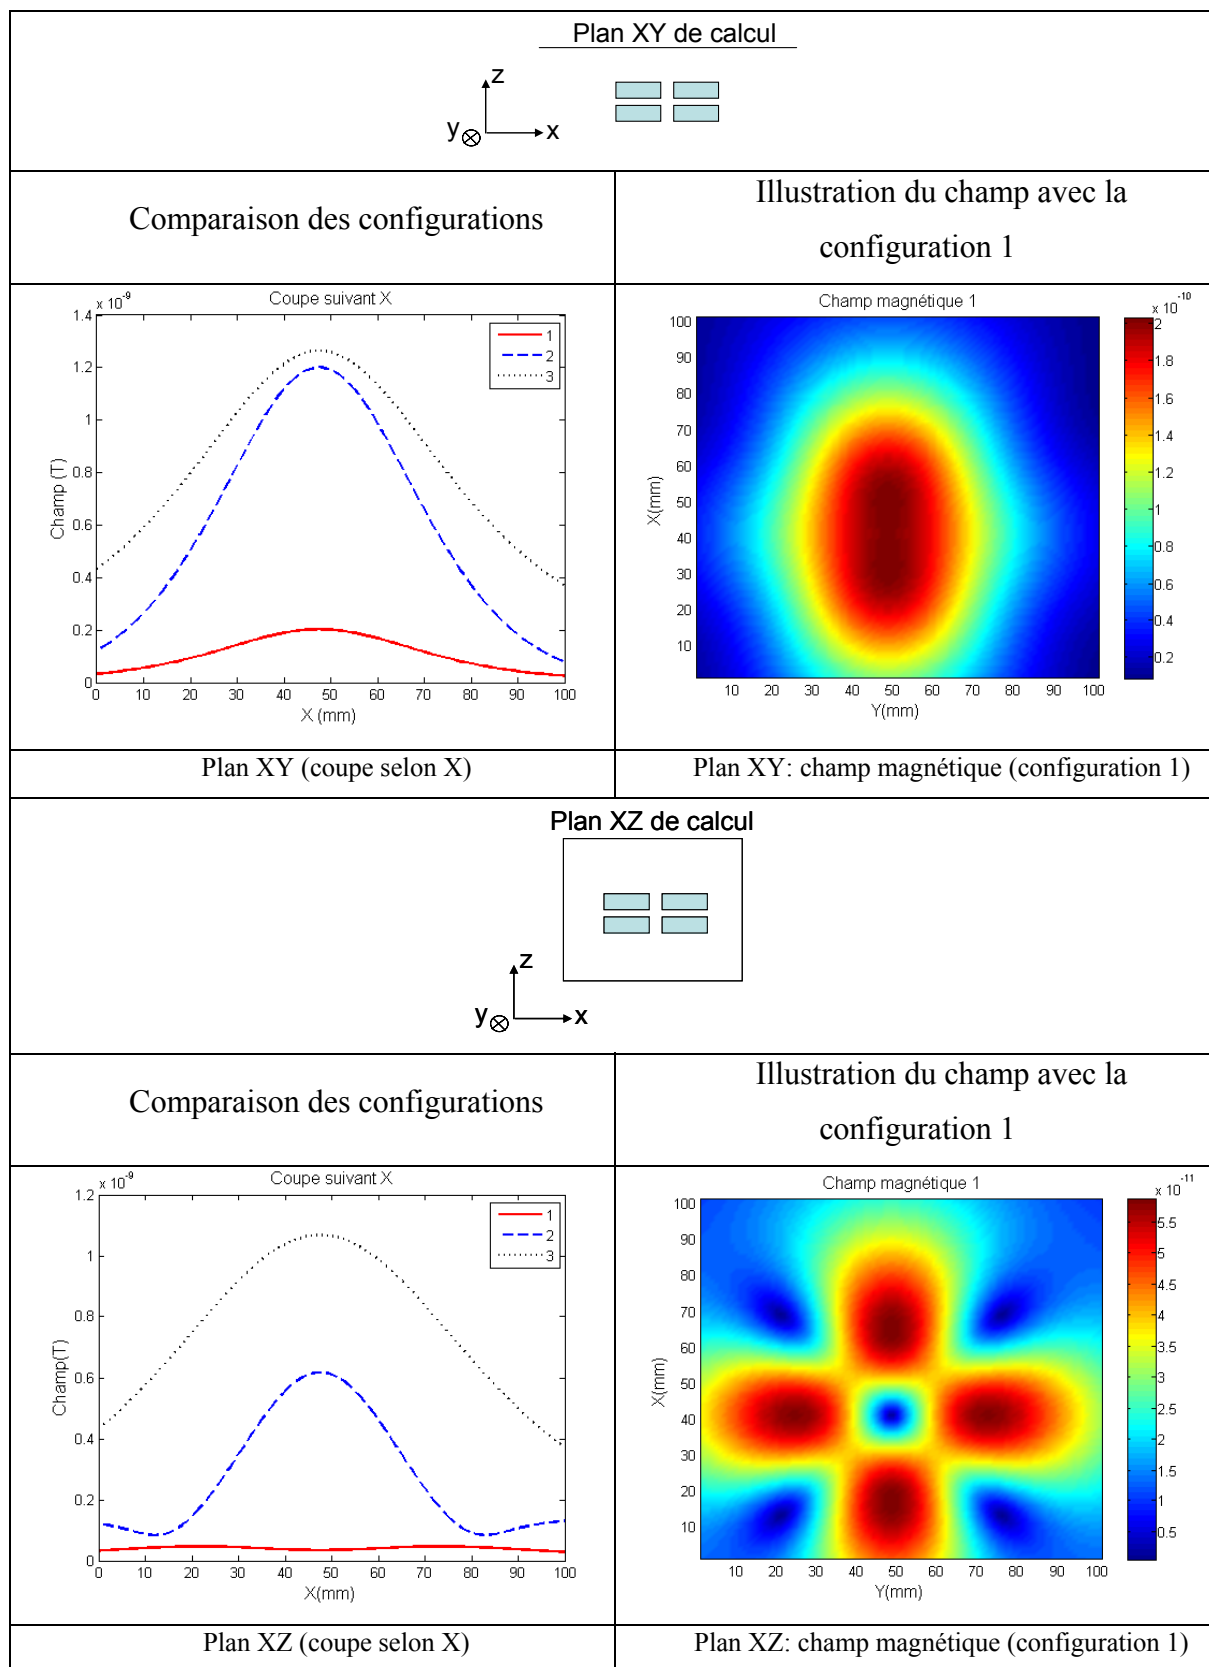 Plan XY de calcul
z
y
x
Comparaison des configurations
Illustration du champ avec la
configuration 1
x 10^-9
Coupe suivant X
1.4
1.2
1
0.8
0.6
0.4
0.2
0
Champ (T)
1
2
3
0 10 20 30 40 50 60 70 80 90 100
X (mm)
Champ magnétique 1
x 10^-10
100
90
80
70
60
50
40
30
20
10
X(mm)
10 20 30 40 50 60 70 80 90 100
Y(mm)
2
1.8
1.6
1.4
1.2
1
0.8
0.6
0.4
0.2
Plan XY (coupe selon X)
Plan XY: champ magnétique (configuration 1)
Plan XZ de calcul
z
y
x
Comparaison des configurations
Illustration du champ avec la
configuration 1
x 10^-9
Coupe suivant X
1.2
1
0.8
0.6
0.4
0.2
0
Champ(T)
1
2
3
0 10 20 30 40 50 60 70 80 90 100
X(mm)
Champ magnétique 1
x 10^-11
100
90
80
70
60
50
40
30
20
10
X(mm)
10 20 30 40 50 60 70 80 90 100
Y(mm)
5.5
5
4.5
4
3.5
3
2.5
2
1.5
1
0.5
Plan XZ (coupe selon X)
Plan XZ: champ magnétique (configuration 1)